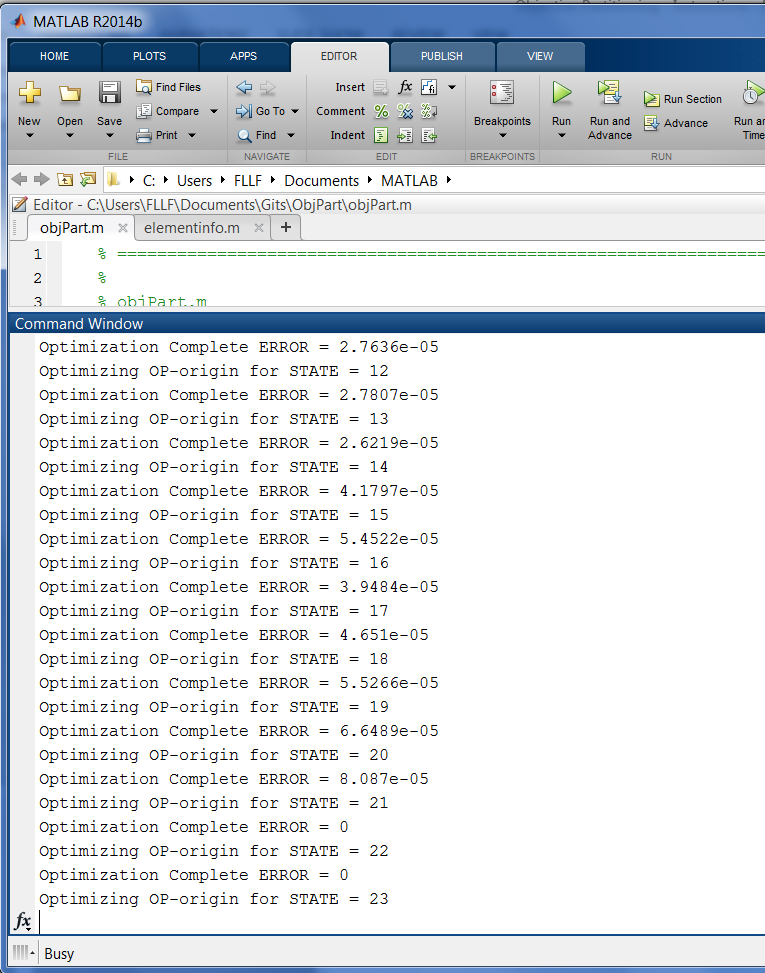 MATLAB R2014b
HOME PLOTS APPS EDITOR PUBLISH VIEW
New Open Save Find Files Compare Print
FILE
Go To Find
NAVIGATE
Insert fx
Comment %
Indent
EDIT
Breakpoints
BREAKPOINTS
Run Run and Advance Run Section Advance
RUN
C: Users FLLF Documents MATLAB
Editor - C:\Users\FLLF\Documents\Gits\ObjPart\objPart.m
objPart.m × elementinfo.m × +
1 % =================================================================
2 %
3 % objPart.m
Command Window
Optimization Complete ERROR = 2.7636e-05
Optimizing OP-origin for STATE = 12
Optimization Complete ERROR = 2.7807e-05
Optimizing OP-origin for STATE = 13
Optimization Complete ERROR = 2.6219e-05
Optimizing OP-origin for STATE = 14
Optimization Complete ERROR = 4.1797e-05
Optimizing OP-origin for STATE = 15
Optimization Complete ERROR = 5.4522e-05
Optimizing OP-origin for STATE = 16
Optimization Complete ERROR = 3.9484e-05
Optimizing OP-origin for STATE = 17
Optimization Complete ERROR = 4.651e-05
Optimizing OP-origin for STATE = 18
Optimization Complete ERROR = 5.5266e-05
Optimizing OP-origin for STATE = 19
Optimization Complete ERROR = 6.6489e-05
Optimizing OP-origin for STATE = 20
Optimization Complete ERROR = 8.087e-05
Optimizing OP-origin for STATE = 21
Optimization Complete ERROR = 0
Optimizing OP-origin for STATE = 22
Optimization Complete ERROR = 0
Optimizing OP-origin for STATE = 23
fx
Busy